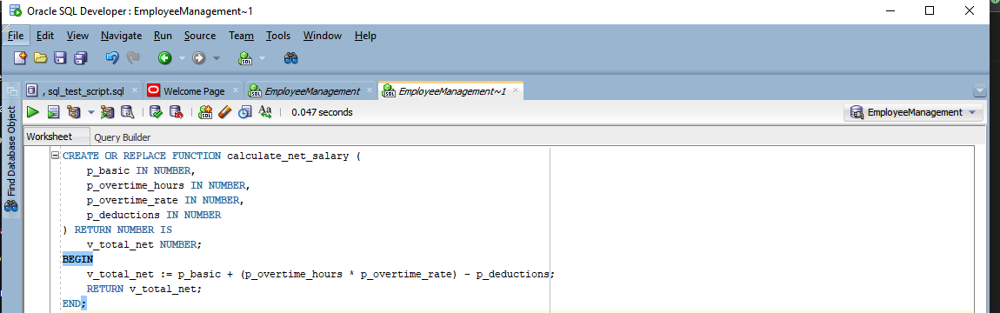 Oracle SQL Developer : EmployeeManagement~1
File Edit View Navigate Run Source Team Tools Window Help
SQL
, sql_test_script.sql Welcome Page EmployeeManagement EmployeeManagement~1
0.047 seconds EmployeeManagement
Find Database Object
Worksheet Query Builder
CREATE OR REPLACE FUNCTION calculate_net_salary (
p_basic IN NUMBER,
p_overtime_hours IN NUMBER,
p_overtime_rate IN NUMBER,
p_deductions IN NUMBER
) RETURN NUMBER IS
v_total_net NUMBER;
BEGIN
v_total_net := p_basic + (p_overtime_hours * p_overtime_rate) - p_deductions;
RETURN v_total_net;
END;